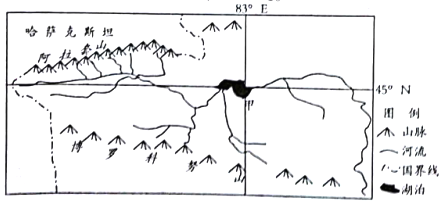 83° E
哈萨克斯坦
阿拉套山
甲
45° N
图例
山脉
河流
国界线
湖泊
博罗科努山